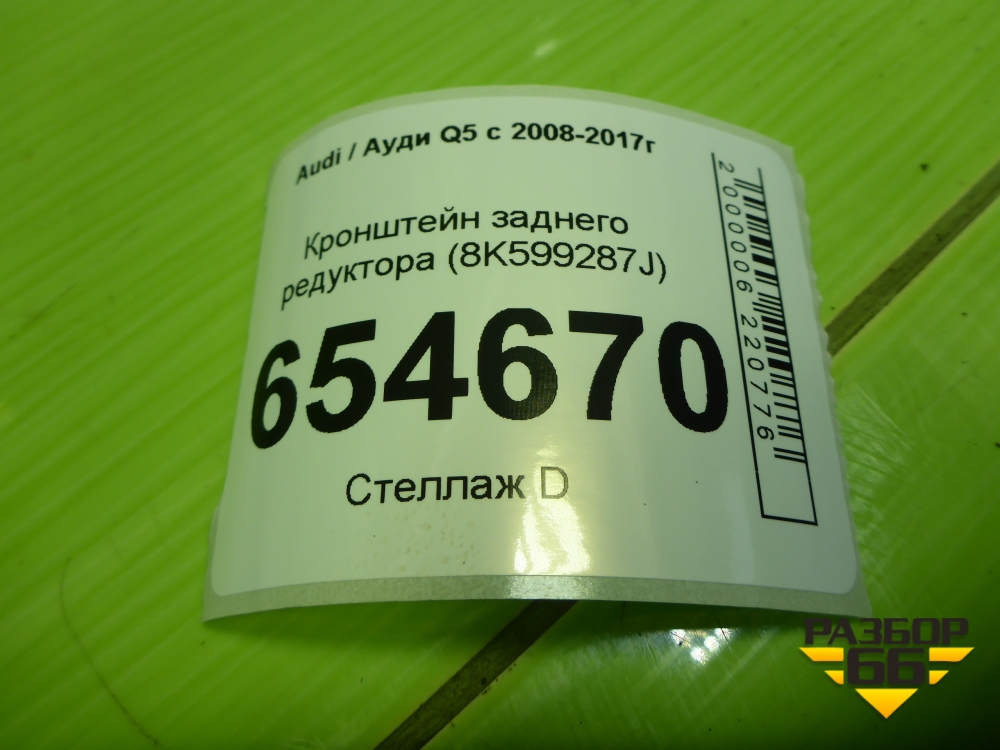 Audi / Ауди Q5 с 2008-2017г
Кронштейн заднего
редуктора (8K599287J)
654670
Стеллаж D
2000006220776
РАЗБОР
66